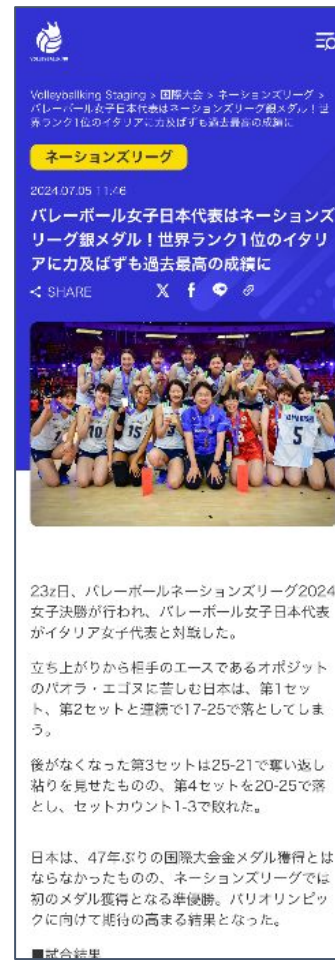 VOLLEYBALLKING
Volleyballking Staging > 国際大会 > ネーションズリーグ >
バレーボール女子日本代表はネーションズリーグ銀メダル！世
界ランク1位のイタリアに力及ばずも過去最高の成績に
ネーションズリーグ
2024.07.05 11:46
バレーボール女子日本代表はネーションズ
リーグ銀メダル！世界ランク1位のイタリ
アに力及ばずも過去最高の成績に
SHARE
23z日、バレーボールネーションズリーグ2024
女子決勝が行われ、バレーボール女子日本代表
がイタリア女子代表と対戦した。
立ち上がりから相手のエースであるオポジット
のパオラ・エゴヌに苦しむ日本は、第1セッ
ト、第2セットと連続で17-25で落としてしま
う。
後がなくなった第3セットは25-21で奪い返し
粘りを見せたものの、第4セットを20-25で落
とし、セットカウント1-3で敗れた。
日本は、47年ぶりの国際大会金メダル獲得とは
ならなかったものの、ネーションズリーグでは
初のメダル獲得となる準優勝。パリオリンピッ
クに向けて期待の高まる結果となった。
■試合結果